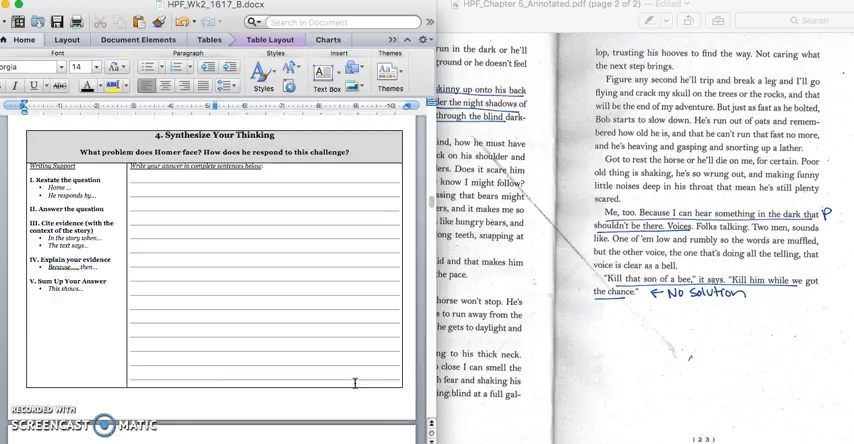 HPF_Wk2_1617_B.docx
HPF_Chapter 5_Annotated.pdf (page 2 of 2)
Edited
Search in Document
Search
Home
Layout
Document Elements
Tables
Table Layout
Charts
Font
Paragraph
Styles
Insert
Themes
orgia
14
Aa
I U ABC
A
ABC
Styles
Text Box
Themes
4. Synthesize Your Thinking
What problem does Homer face? How does he respond to this challenge?
Writing Support
Write your answer in complete sentences below:
I. Restate the question
• Home ...
• He responds by...
II. Answer the question
III. Cite evidence (with the
context of the story)
• In the story when...
• The text says...
IV. Explain your evidence
• Because..., then...
V. Sum Up Your Answer
• This shows...
RECORDED WITH
SCREENCAST MATIC
run in the dark or he'll
ground or he doesn't feel
skinny up onto his back
der the night shadows of
through the blind dark-
ind, how he must have
ck on his shoulder and
ers. Does it scare him
know I might follow?
ssing that bears might
ers, and it makes me so
like hungry bears, and
long teeth, snapping at
id and that makes him
the pace.
horse won't stop. He's
s to run away from the
he gets to daylight and
ng to his thick neck.
close I can smell the
h fear and shaking his
ing blind at a full gal-
lop, trusting his hooves to find the way. Not caring what
the next step brings.
Figure any second he'll trip and break a leg and I'll go
flying and crack my skull on the trees or the rocks, and that
will be the end of my adventure. But just as fast as he bolted,
Bob starts to slow down. He's run out of pats and remem-
bered how old he is, and that he can't run that fast no more,
and he's heaving and gasping and snorting up a lather.
Got to rest the horse or he'll die on me, for certain. Poor
old thing is shaking, he's so wrung out, and making funny
little noises deep in his throat that mean he's still plenty
scared.
Me, too. Because I can hear something in the dark that P
shouldn't be there. Voices. Folks talking. Two men, sounds
like. One of 'em low and rumbly so the words are muffled,
but the other voice, the one that's doing all the telling, that
voice is clear as a bell.
"Kill that son of a bee," it says. "Kill him while we got
the chance." ← No solution
( 2 3 )